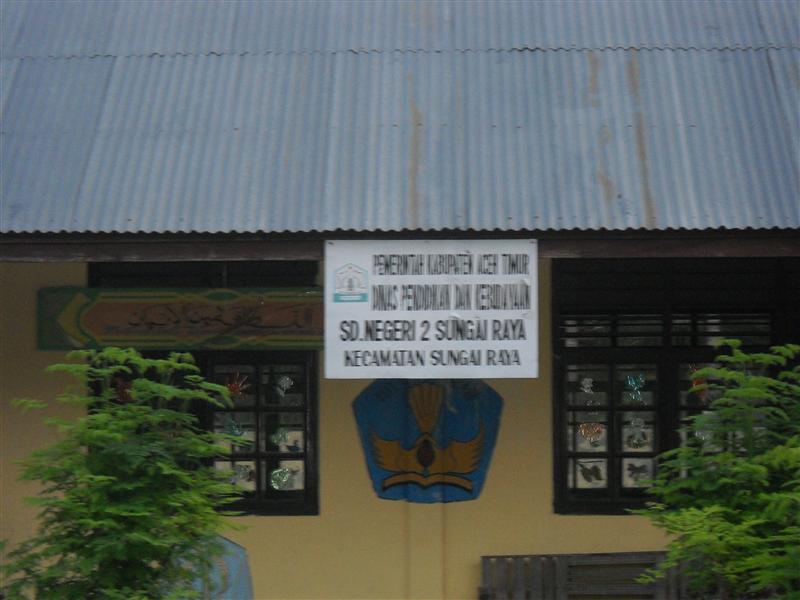 PEMERINTAH KABUPATEN ACEH TIMUR
DINAS PENDIDIKAN DAN KEBUDAYAAN
SD.NEGERI 2 SUNGAI RAYA
KECAMATAN SUNGAI RAYA